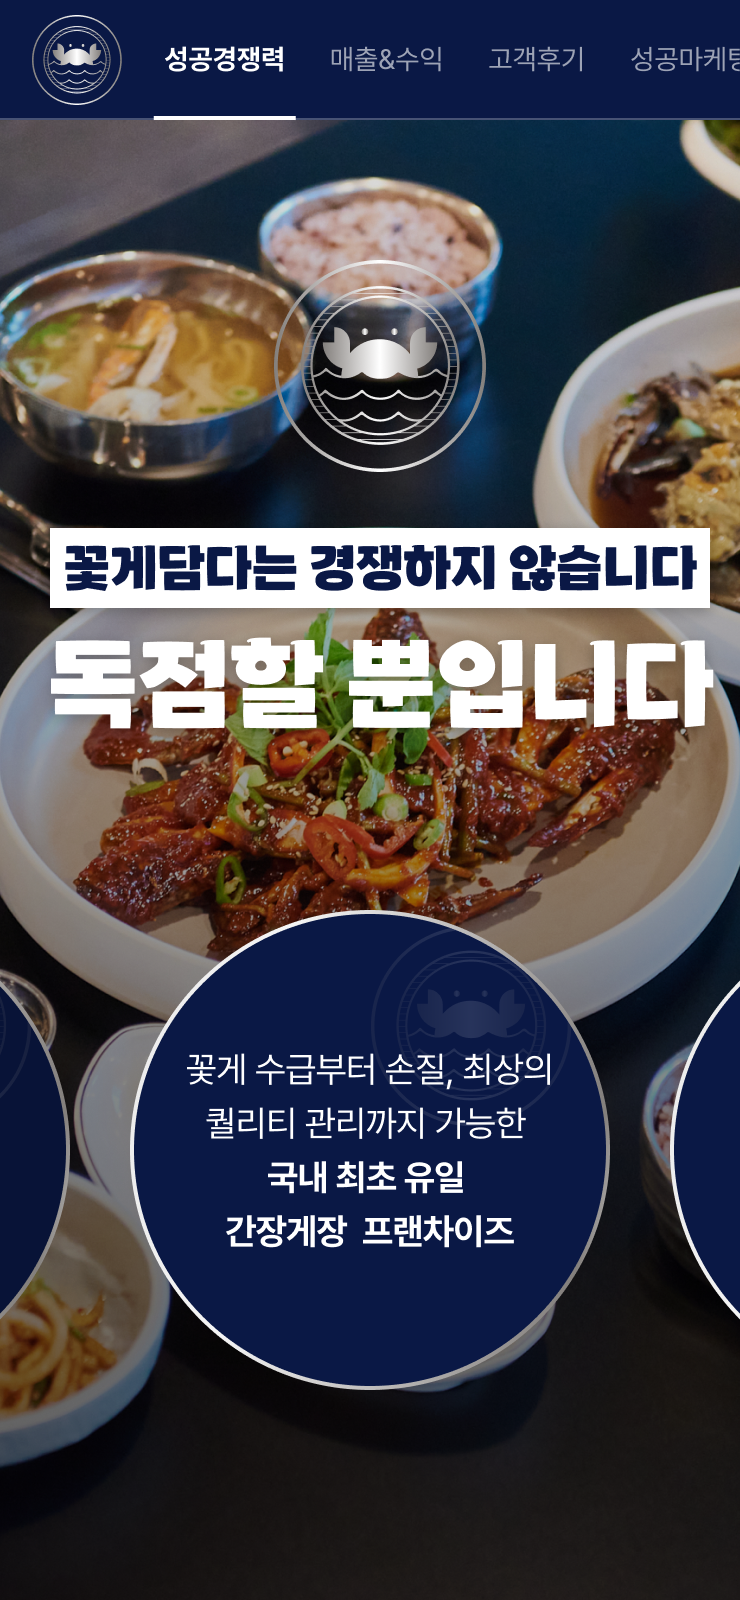 성공경쟁력 매출&수익 고객후기 성공마케팅
꽃게담다는 경쟁하지 않습니다
독점할 뿐입니다
꽃게 수급부터 손질, 최상의
퀄리티 관리까지 가능한
국내 최초 유일
간장게장 프랜차이즈